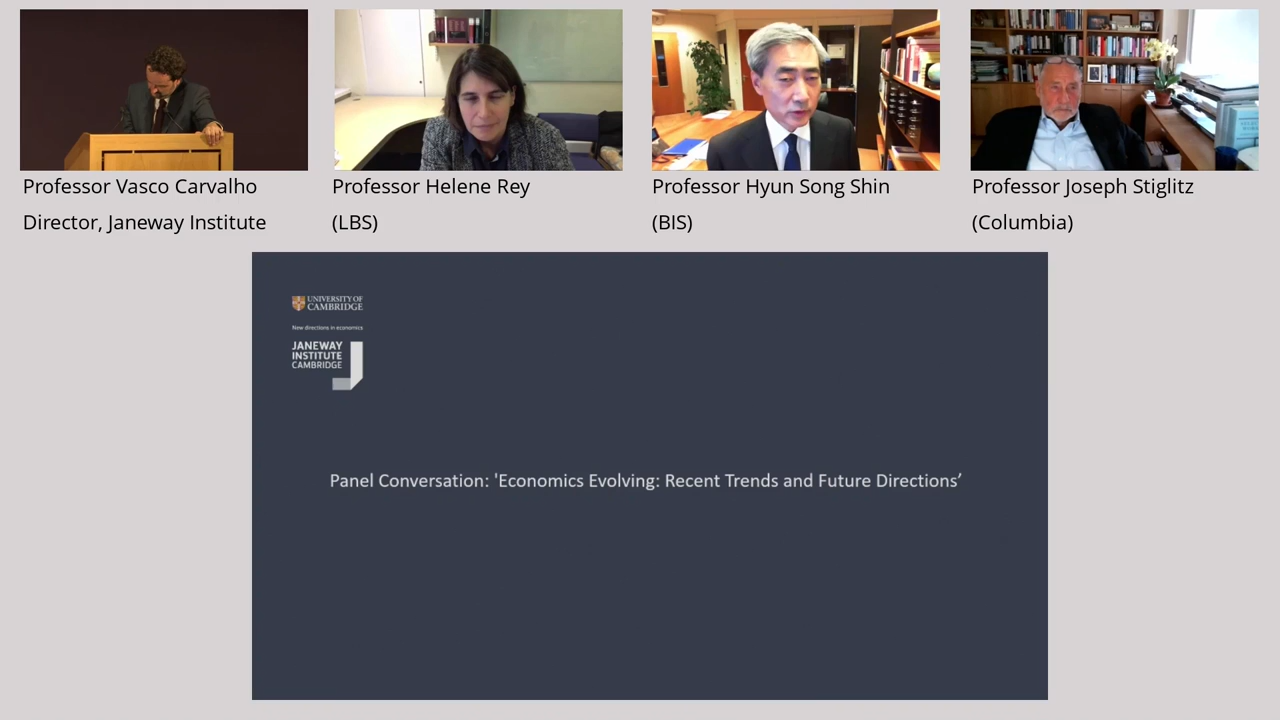 Professor Vasco Carvalho
Director, Janeway Institute
Professor Helene Rey
(LBS)
Professor Hyun Song Shin
(BIS)
Professor Joseph Stiglitz
(Columbia)
UNIVERSITY OF
CAMBRIDGE
New directions in economics
JANEWAY
INSTITUTE
CAMBRIDGE
Panel Conversation: 'Economics Evolving: Recent Trends and Future Directions’